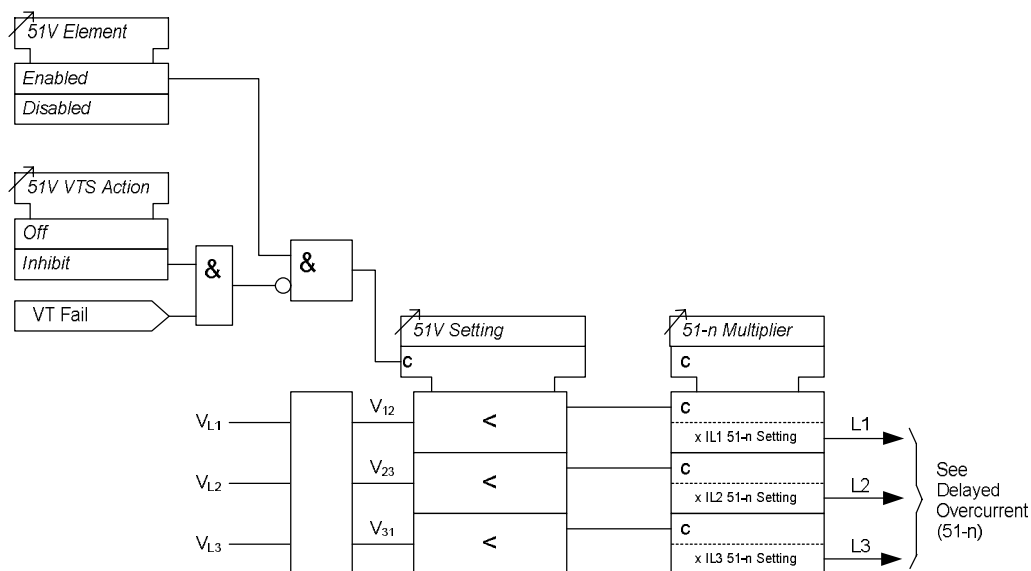 51V Element
Enabled
Disabled
51V VTS Action
Off
Inhibit
VT Fail
&
&
51V Setting
C
51-n Multiplier
C
VL1
V12
<
C
x IL1 51-n Setting
L1
VL2
V23
<
C
x IL2 51-n Setting
L2
VL3
V31
<
C
x IL3 51-n Setting
L3
See
Delayed
Overcurrent
(51-n)